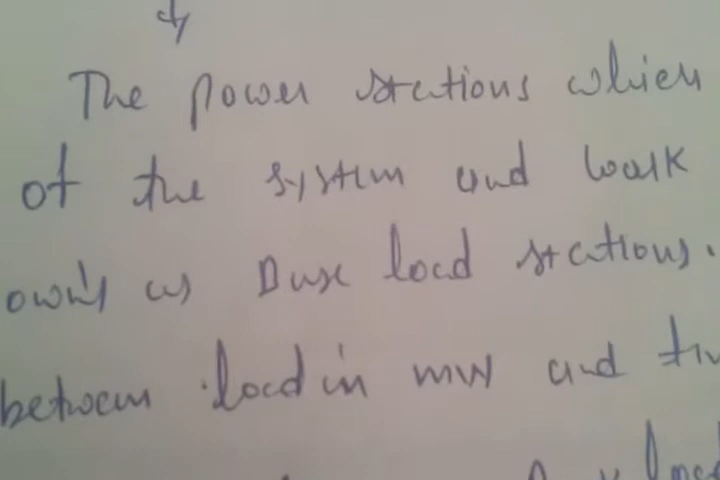 The power stations which
of the system and work
own's as Base load stations.
between load in MW and